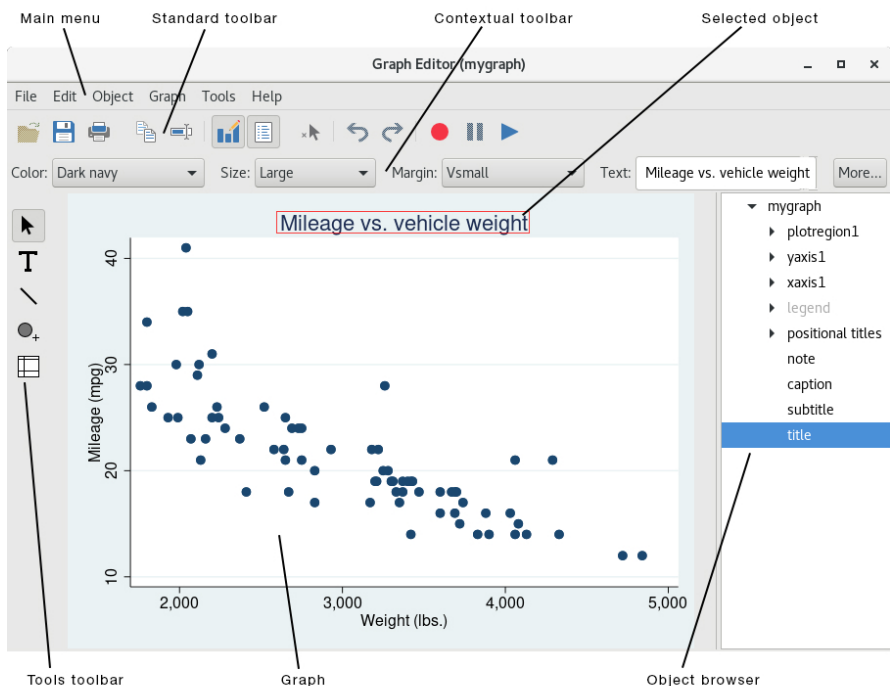 Main menu Standard toolbar Contextual toolbar Selected object
Graph Editor (mygraph)
File Edit Object Graph Tools Help
Color: Dark navy Size: Large Margin: Vsmall Text: Mileage vs. vehicle weight More...
Mileage vs. vehicle weight
mygraph
plotregion1
yaxis1
xaxis1
legend
positional titles
note
caption
subtitle
title
T
40
30
20
10
Mileage (mpg)
2,000 3,000 4,000 5,000
Weight (lbs.)
Tools toolbar Graph Object browser